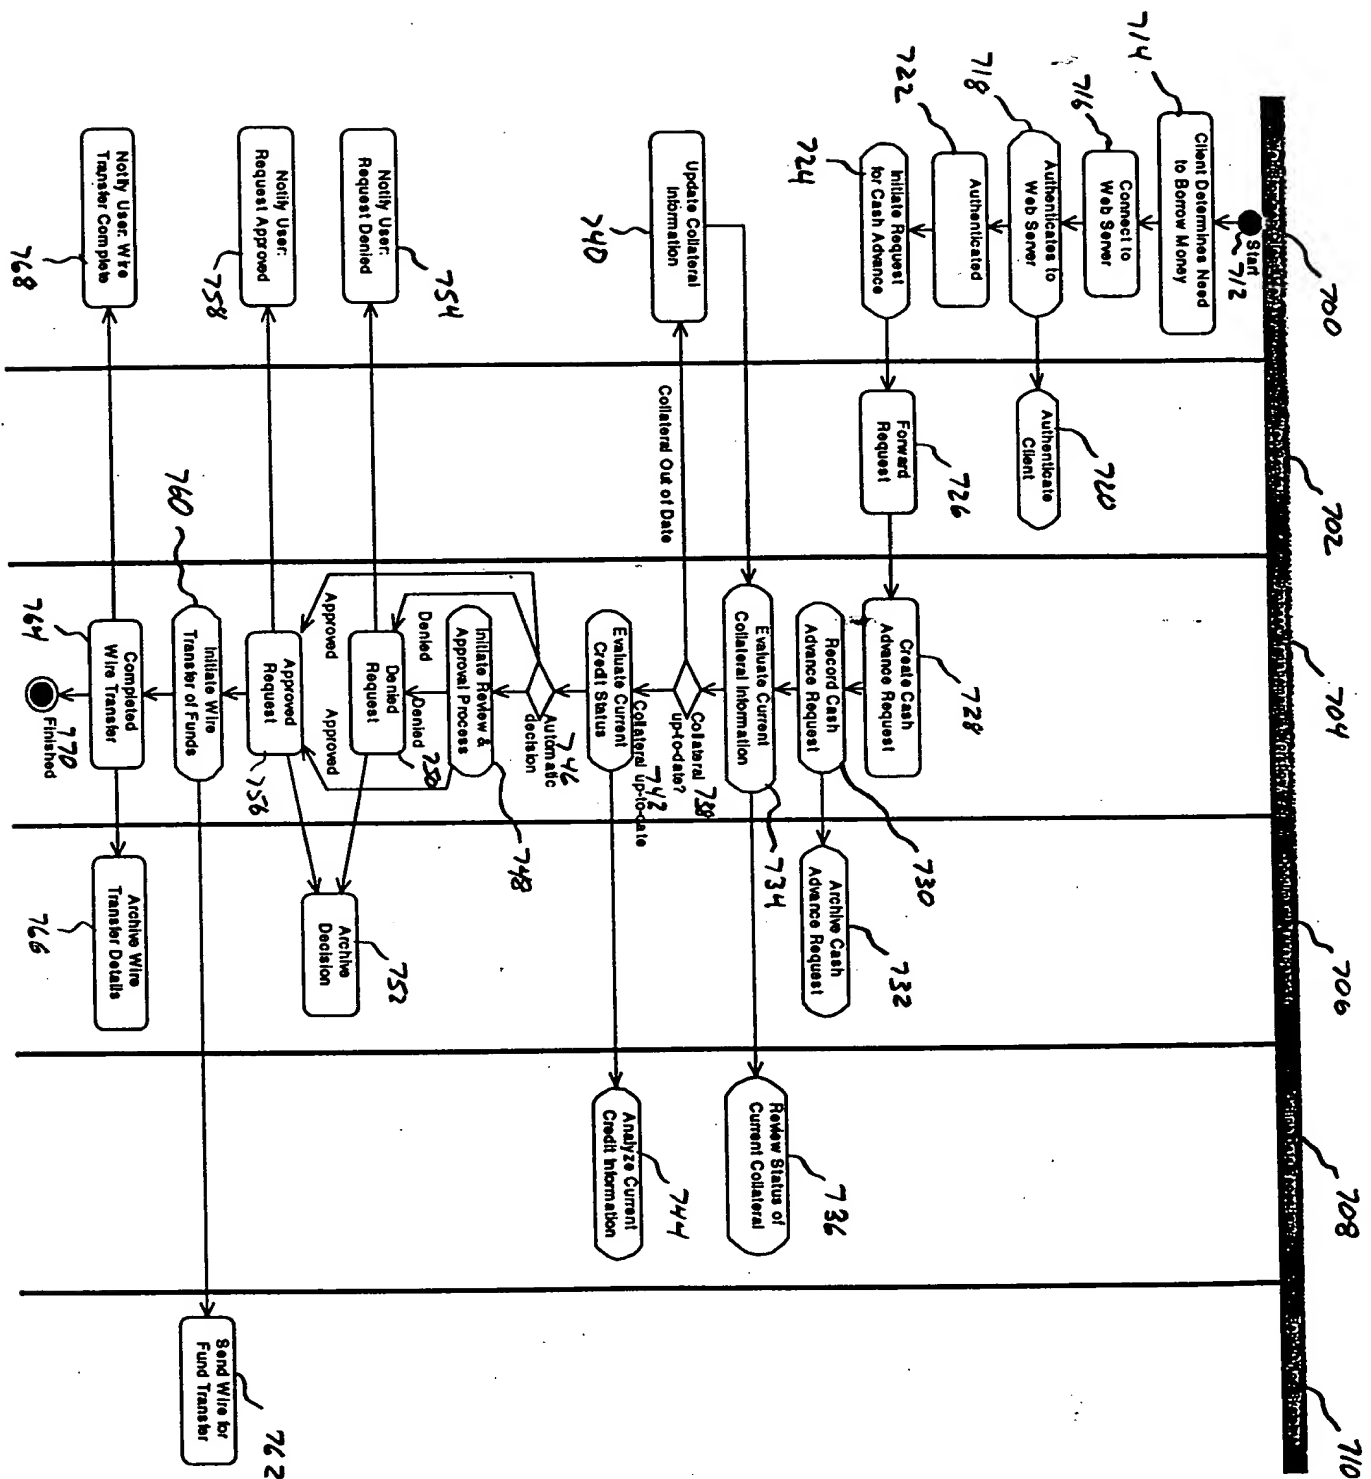 700
702
704
706
708
710
Start
712
714
Client Determines Need
to Borrow Money
716
Connect to
Web Server
718
Authenticates to
Web Server
720
Authenticate
Client
722
Authenticated
724
Initiate Request
for Cash Advance
726
Forward
Request
728
Create Cash
Advance Request
730
Record Cash
Advance Request
732
Archive Cash
Advance Request
734
Evaluate Current
Collateral Information
736
Review Status of
Current Collateral
Collateral 738
up-to-date?
740
Update Collateral
Information
Collateral Out of Date
742
Collateral up-to-date
Evaluate Current
Credit Status
744
Analyze Current
Credit Information
746
Automatic
decision
748
Initiate Review &
Approval Process
Denied
Denied
750
Denied
Request
752
Archive
Decision
754
Notify User:
Request Denied
Approved
Approved
Approved
Request
756
Notify User:
Request Approved
758
760
Initiate Wire
Transfer of Funds
Send Wire for
Fund Transfer
762
Completed
Wire Transfer
764
Archive Wire
Transfer Details
766
Notify User: Wire
Transfer Complete
768
770
Finished